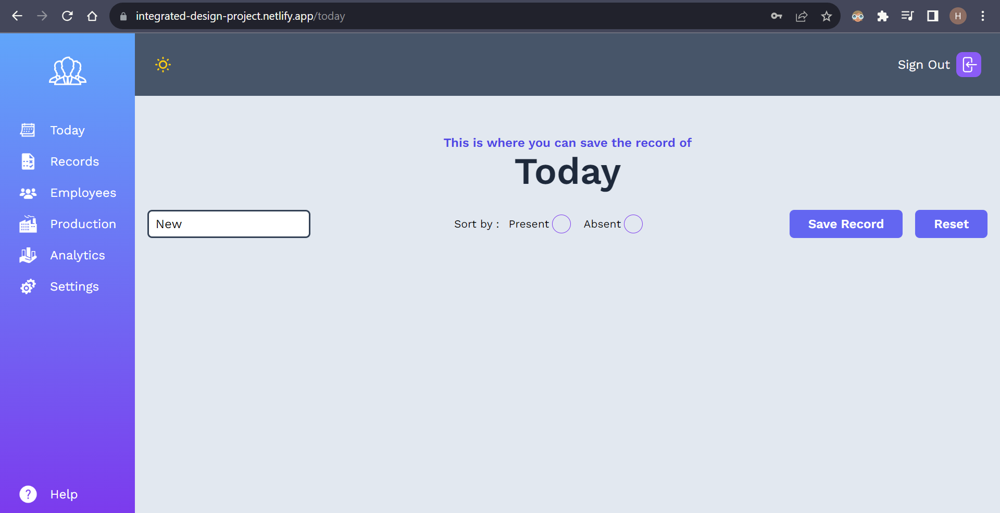 integrated-design-project.netlify.app/today
H
Sign Out
Today
Records
Employees
Production
Analytics
Settings
Help
This is where you can save the record of
Today
New
Sort by : Present Absent
Save Record
Reset